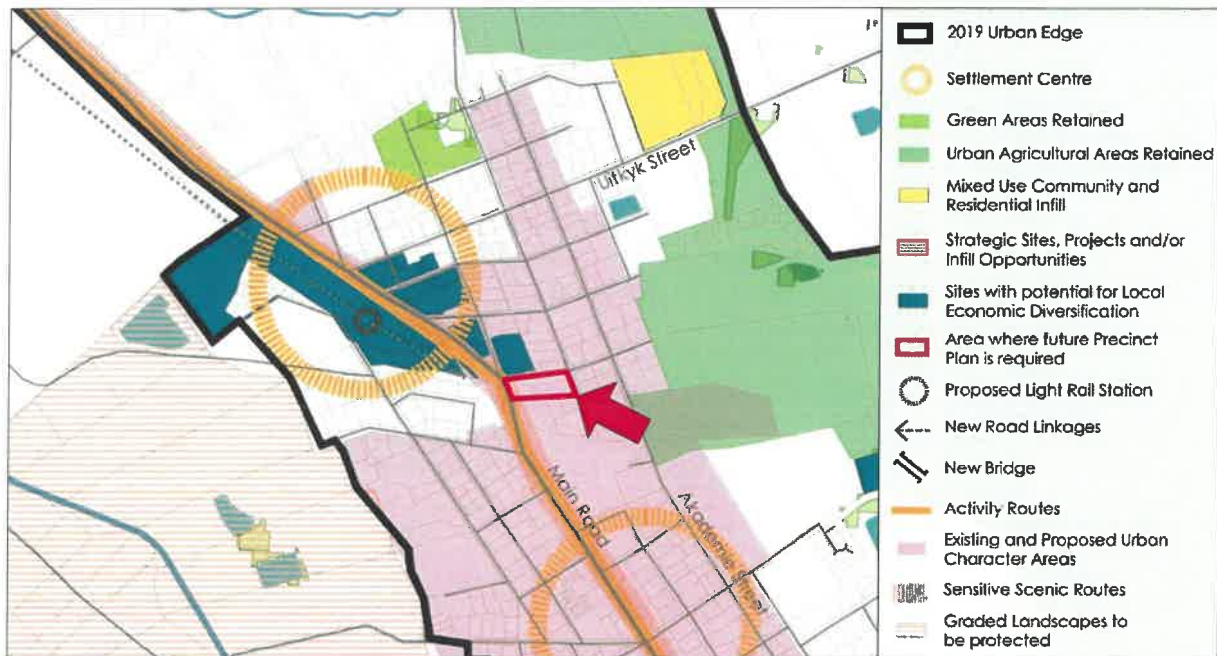 Uitkyk Street
Main Road
Akademie Street
2019 Urban Edge
Settlement Centre
Green Areas Retained
Urban Agricultural Areas Retained
Mixed Use Community and
Residential Infill
Strategic Sites, Projects and/or
Infill Opportunities
Sites with potential for Local
Economic Diversification
Area where future Precinct
Plan is required
Proposed Light Rail Station
New Road Linkages
New Bridge
Activity Routes
Existing and Proposed Urban
Character Areas
Sensitive Scenic Routes
Graded Landscapes to
be protected